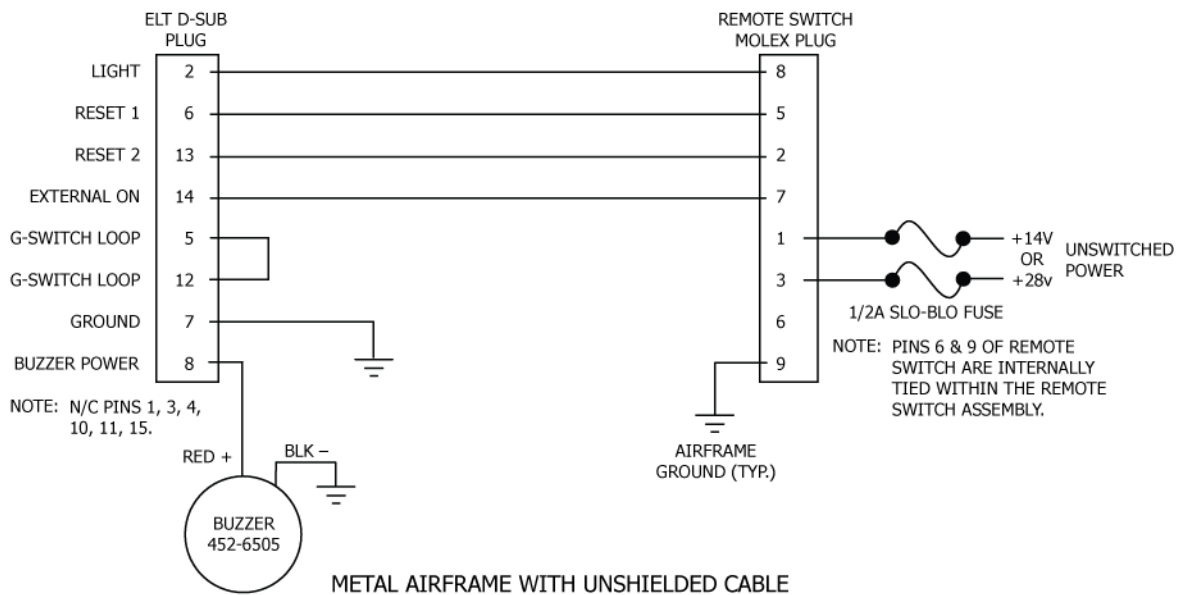 ELT D-SUB
PLUG
REMOTE SWITCH
MOLEX PLUG
LIGHT 2 8
RESET 1 6 5
RESET 2 13 2
EXTERNAL ON 14 7
G-SWITCH LOOP 5 1 +14V
OR
UNSWITCHED
POWER
G-SWITCH LOOP 12 3 +28v
1/2A SLO-BLO FUSE
GROUND 7 6
BUZZER POWER 8 9
NOTE: PINS 6 & 9 OF REMOTE
SWITCH ARE INTERNALLY
TIED WITHIN THE REMOTE
SWITCH ASSEMBLY.
NOTE: N/C PINS 1, 3, 4,
10, 11, 15.
RED +
BLK –
AIRFRAME
GROUND (TYP.)
BUZZER
452-6505
METAL AIRFRAME WITH UNSHIELDED CABLE